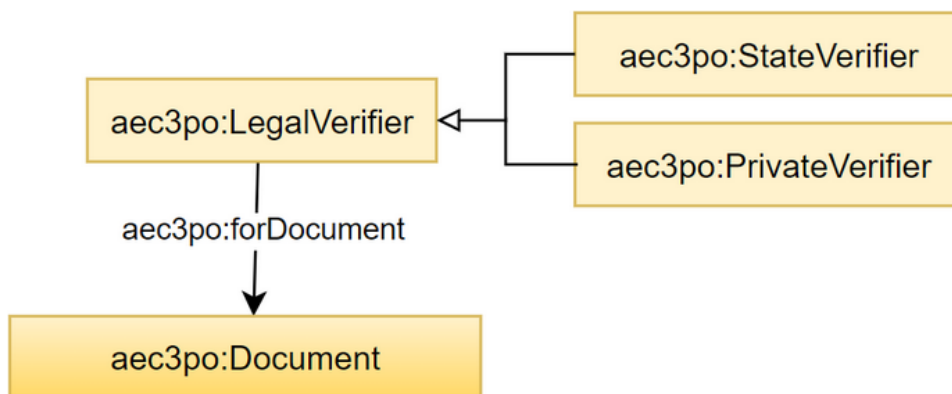 aec3po:StateVerifier
aec3po:LegalVerifier
aec3po:PrivateVerifier
aec3po:forDocument
aec3po:Document